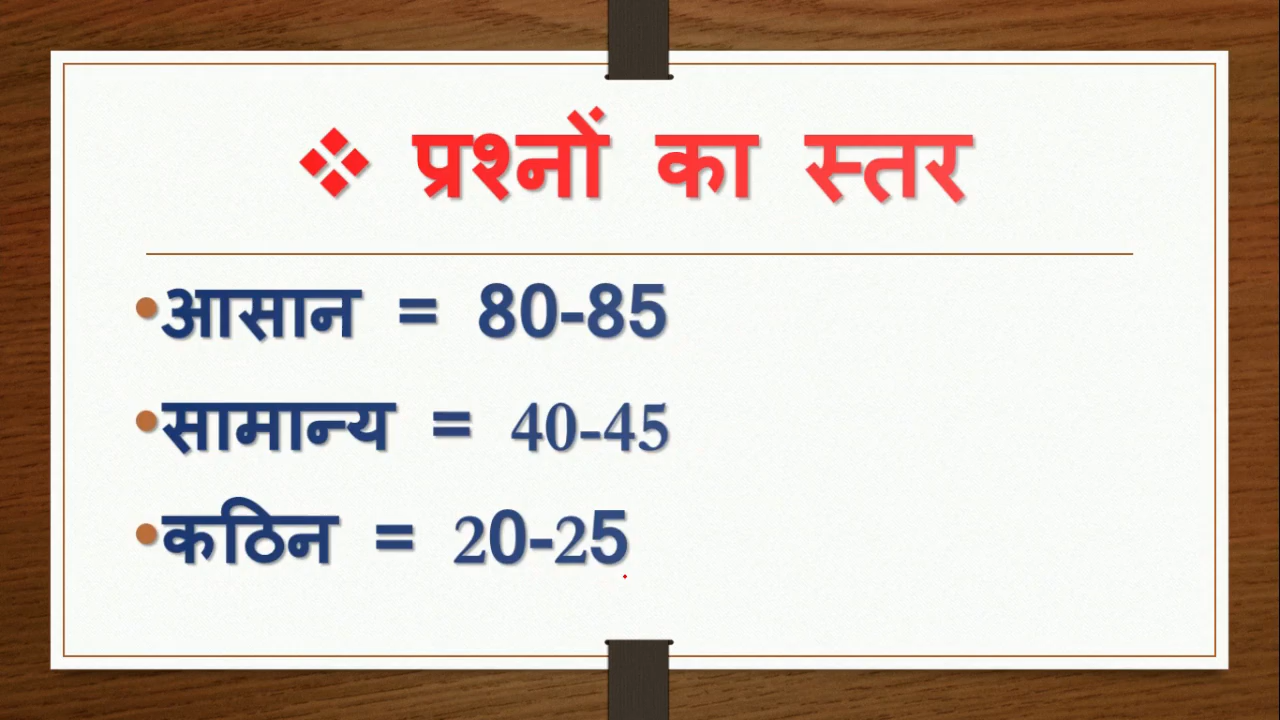 ❖ प्रश्नों का स्तर
•आसान = 80-85
•सामान्य = 40-45
•कठिन = 20-25